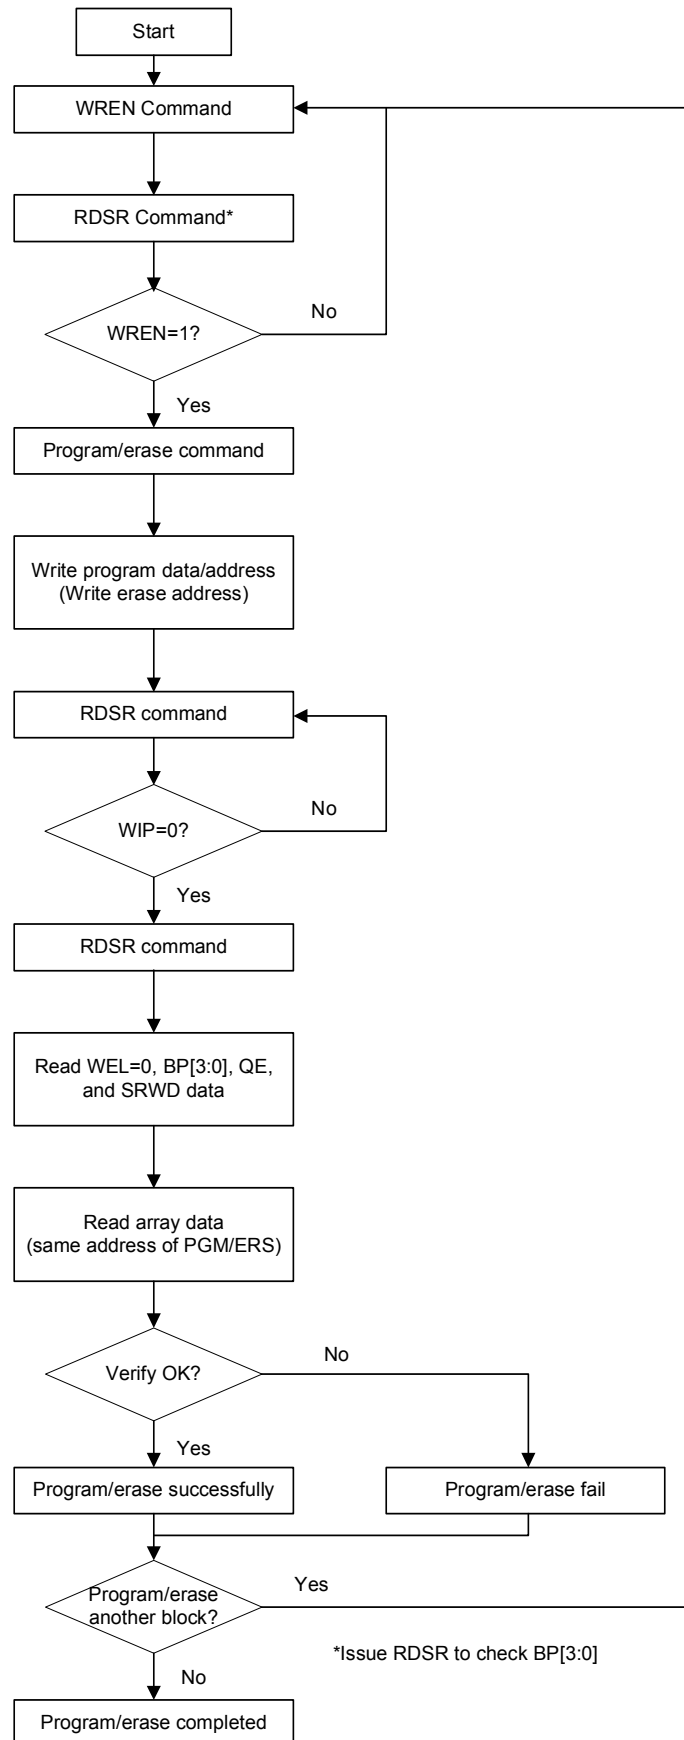 Start
WREN Command
RDSR Command*
WREN=1?
No
Yes
Program/erase command
Write program data/address
(Write erase address)
RDSR command
WIP=0?
No
Yes
RDSR command
Read WEL=0, BP[3:0], QE,
and SRWD data
Read array data
(same address of PGM/ERS)
Verify OK?
No
Yes
Program/erase successfully
Program/erase fail
Program/erase
another block?
Yes
*Issue RDSR to check BP[3:0]
No
Program/erase completed